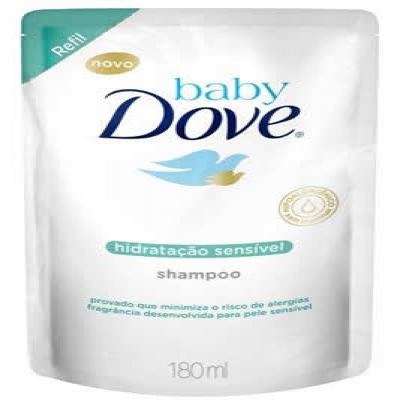 Refil
novo
baby
Dove
hidratação sensível
shampoo
provado que minimiza o risco de alergias
fragrância desenvolvida para pele sensível
180ml